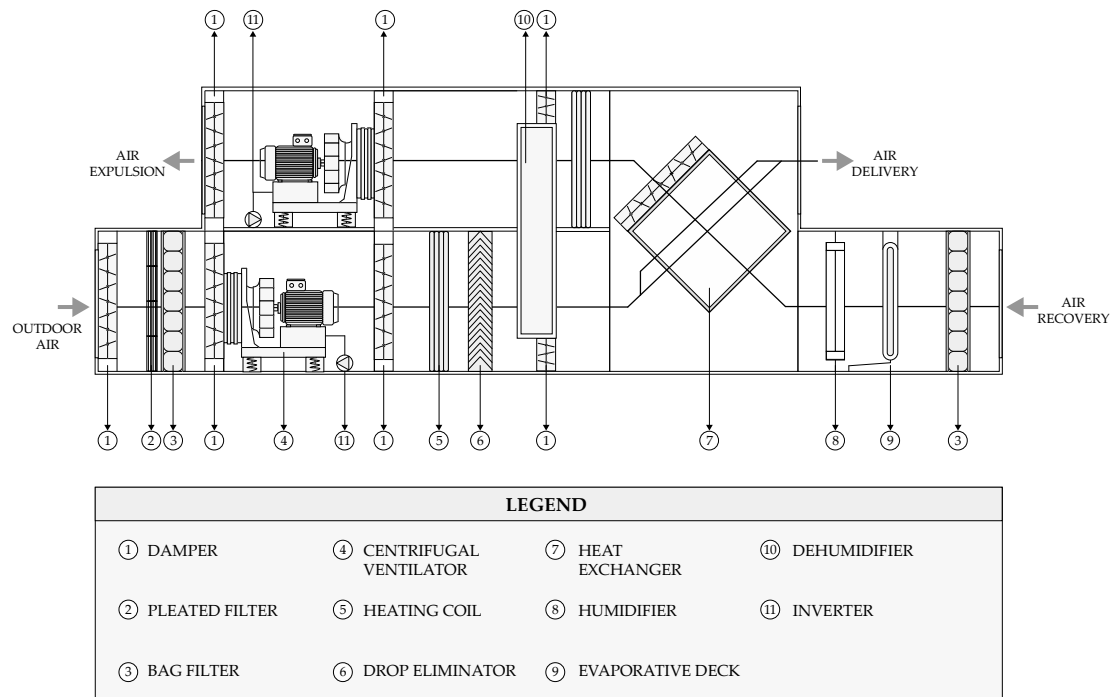 1 11 1 10 1
AIR
EXPULSION
AIR
DELIVERY
OUTDOOR
AIR
AIR
RECOVERY
1 2 3 1 4 11 1 5 6 1 7 8 9 3
LEGEND
1 DAMPER
4 CENTRIFUGAL
VENTILATOR
7 HEAT
EXCHANGER
10 DEHUMIDIFIER
2 PLEATED FILTER
5 HEATING COIL
8 HUMIDIFIER
11 INVERTER
3 BAG FILTER
6 DROP ELIMINATOR
9 EVAPORATIVE DECK